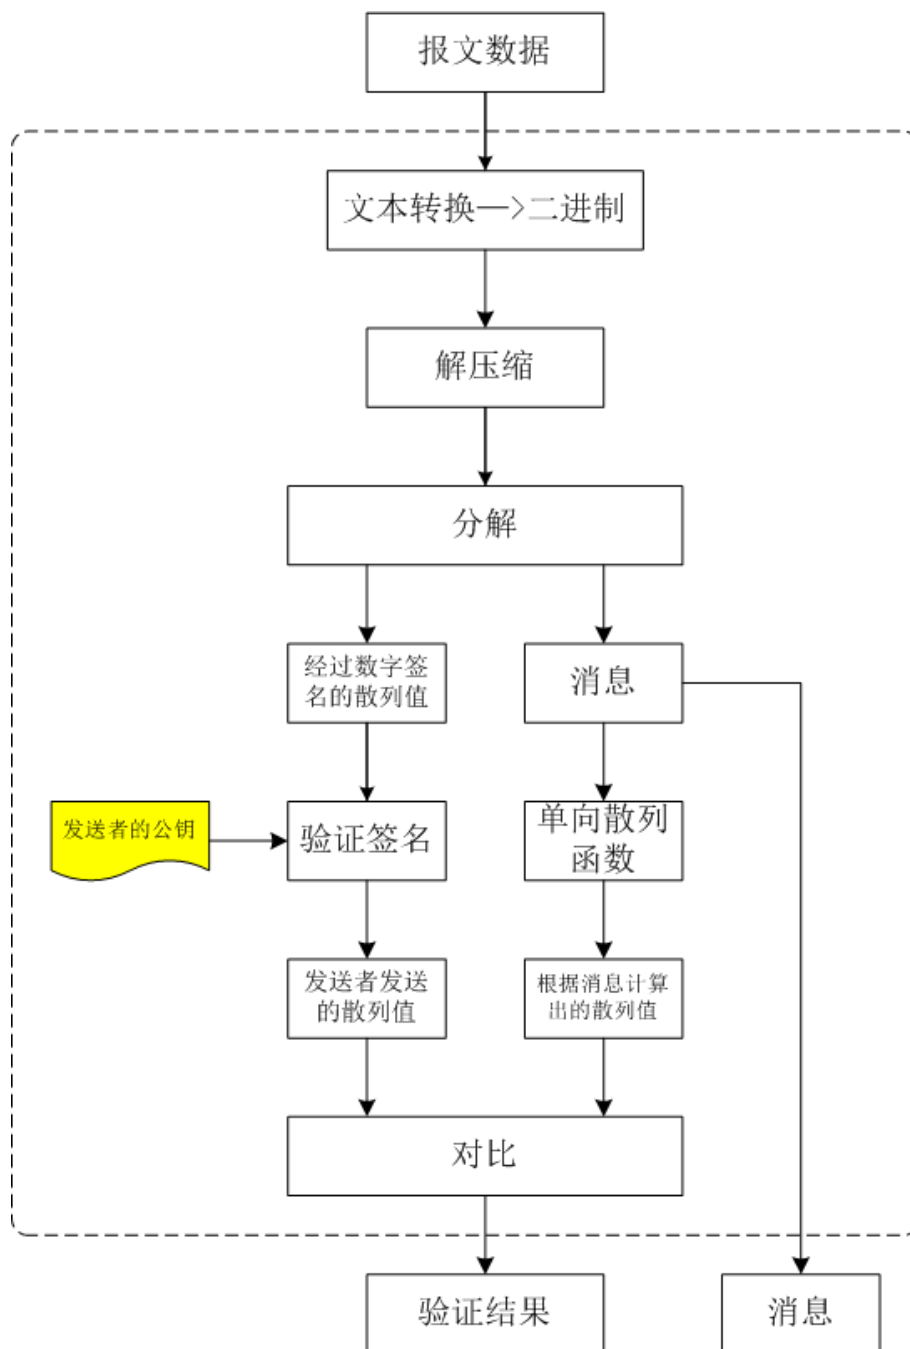 报文数据
文本转换—>二进制
解压缩
分解
经过数字签
名的散列值
消息
发送者的公钥
验证签名
单向散列
函数
发送者发送
的散列值
根据消息计算
出的散列值
对比
验证结果
消息